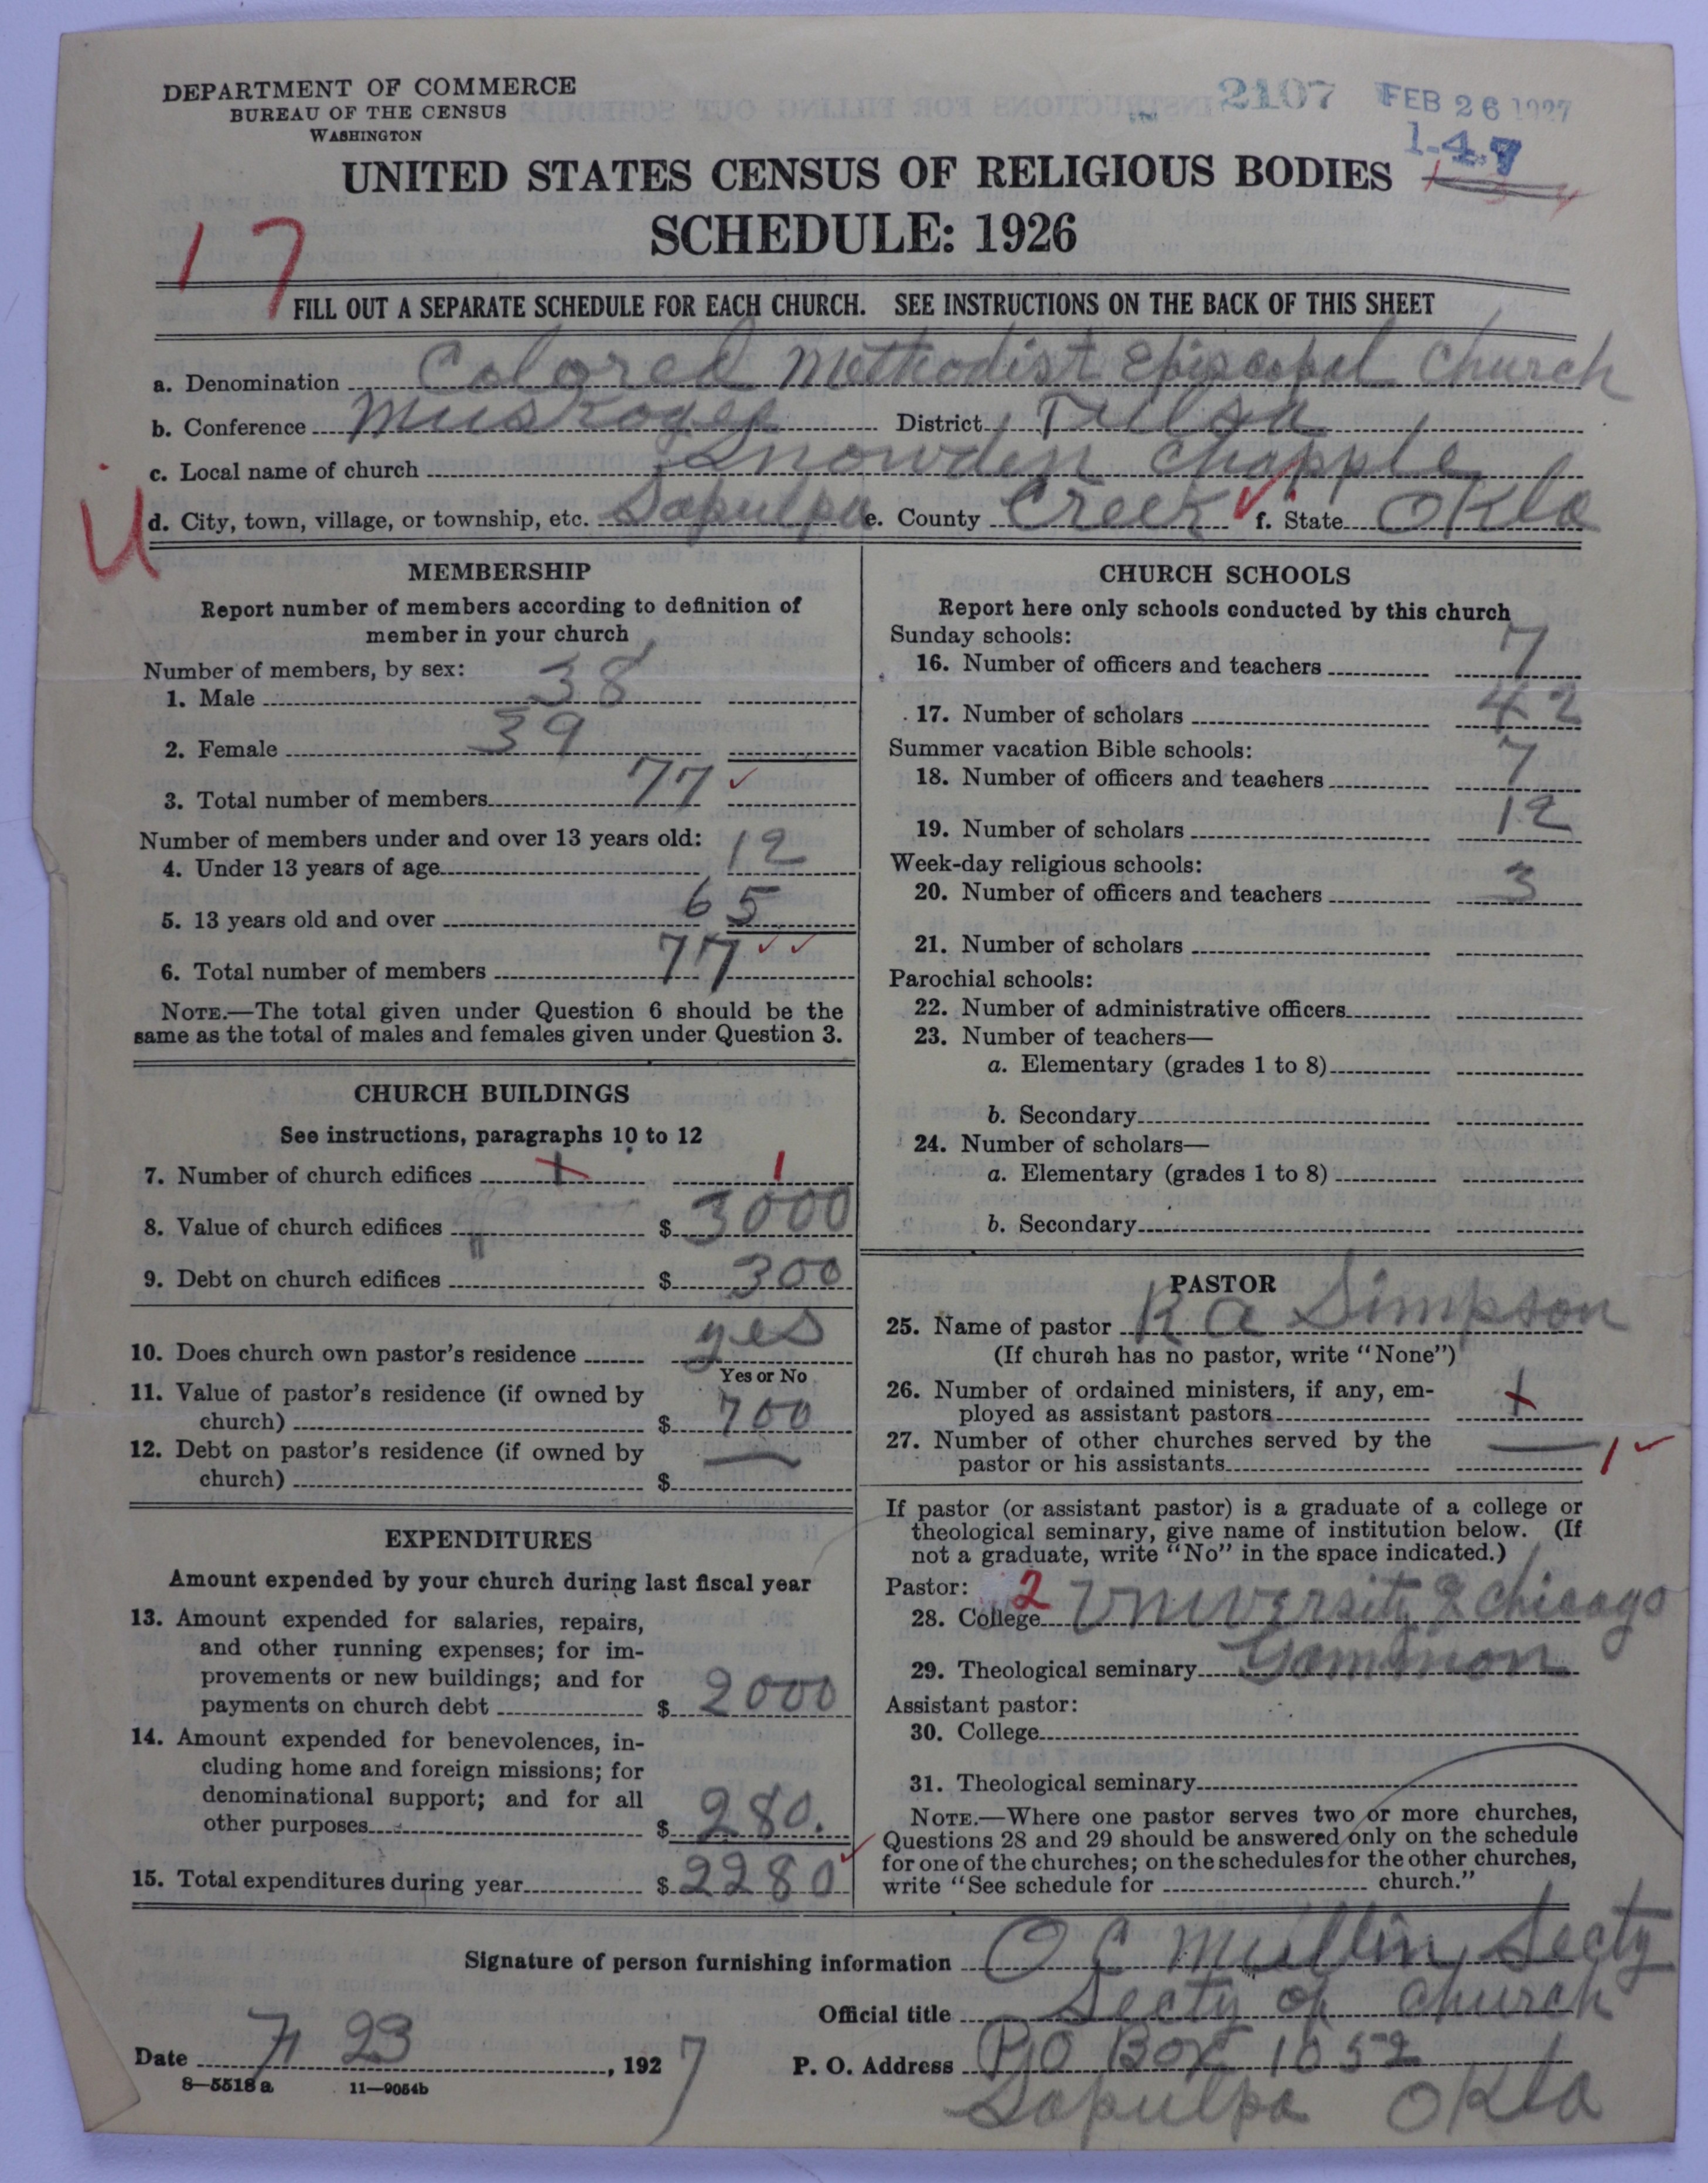 DEPARTMENT OF COMMERCE
BUREAU OF THE CENSUS
WASHINGTON
2107 FEB 26 1927
1-4.7
UNITED STATES CENSUS OF RELIGIOUS BODIES
SCHEDULE: 1926
17
FILL OUT A SEPARATE SCHEDULE FOR EACH CHURCH. SEE INSTRUCTIONS ON THE BACK OF THIS SHEET
a. Denomination Colored Methodist Episcopal Church
b. Conference Muskogee District Tulsa
c. Local name of church Snowden Chapple
U
d. City, town, village, or township, etc. Sapulpa e. County Creek ✓ f. State Okla
MEMBERSHIP
Report number of members according to definition of
member in your church
Number of members, by sex:
1. Male 38
2. Female 39
3. Total number of members 77 ✓
Number of members under and over 13 years old:
4. Under 13 years of age 12
5. 13 years old and over 65
6. Total number of members 77 ✓✓
NOTE.—The total given under Question 6 should be the
same as the total of males and females given under Question 3.
CHURCH BUILDINGS
See instructions, paragraphs 10 to 12
7. Number of church edifices 1 1
8. Value of church edifices $ 3000
9. Debt on church edifices $ 300
10. Does church own pastor's residence yes
Yes or No
11. Value of pastor's residence (if owned by
church) $ 700
12. Debt on pastor's residence (if owned by
church) $ —
EXPENDITURES
Amount expended by your church during last fiscal year
13. Amount expended for salaries, repairs,
and other running expenses; for im-
provements or new buildings; and for
payments on church debt $ 2000
14. Amount expended for benevolences, in-
cluding home and foreign missions; for
denominational support; and for all
other purposes $ 280.
15. Total expenditures during year $ 2280 ✓
CHURCH SCHOOLS
Report here only schools conducted by this church
Sunday schools:
16. Number of officers and teachers 7
17. Number of scholars 42
Summer vacation Bible schools:
18. Number of officers and teachers 7
19. Number of scholars 12
Week-day religious schools:
20. Number of officers and teachers 3
21. Number of scholars
Parochial schools:
22. Number of administrative officers
23. Number of teachers—
a. Elementary (grades 1 to 8)
b. Secondary
24. Number of scholars—
a. Elementary (grades 1 to 8)
b. Secondary
PASTOR
25. Name of pastor R A Simpson
(If church has no pastor, write "None")
26. Number of ordained ministers, if any, em-
ployed as assistant pastors 1
27. Number of other churches served by the
pastor or his assistants — 1 ✓
If pastor (or assistant pastor) is a graduate of a college or
theological seminary, give name of institution below. (If
not a graduate, write "No" in the space indicated.)
Pastor:
28. College 2 University Chicago
29. Theological seminary Gammon
Assistant pastor:
30. College
31. Theological seminary
NOTE.—Where one pastor serves two or more churches,
Questions 28 and 29 should be answered only on the schedule
for one of the churches; on the schedules for the other churches,
write "See schedule for church."
Signature of person furnishing information O C Mullin, Secty
Official title Secty of Church
Date 7 23, 1927 P. O. Address PO Box 1052
8—5518 a 11—9054b
Sapulpa Okla